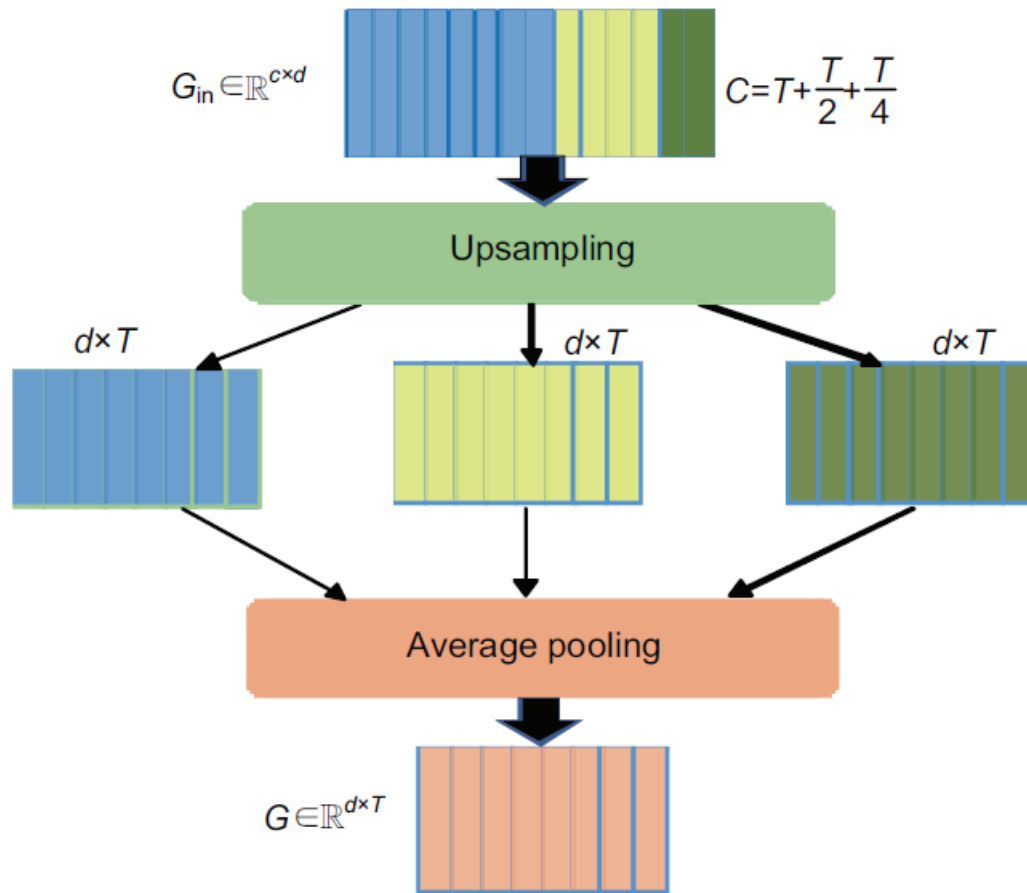 G_in ∈ ℝ^{c×d}
C=T+T/2+T/4
Upsampling
d×T
d×T
d×T
Average pooling
G∈ℝ^{d×T}